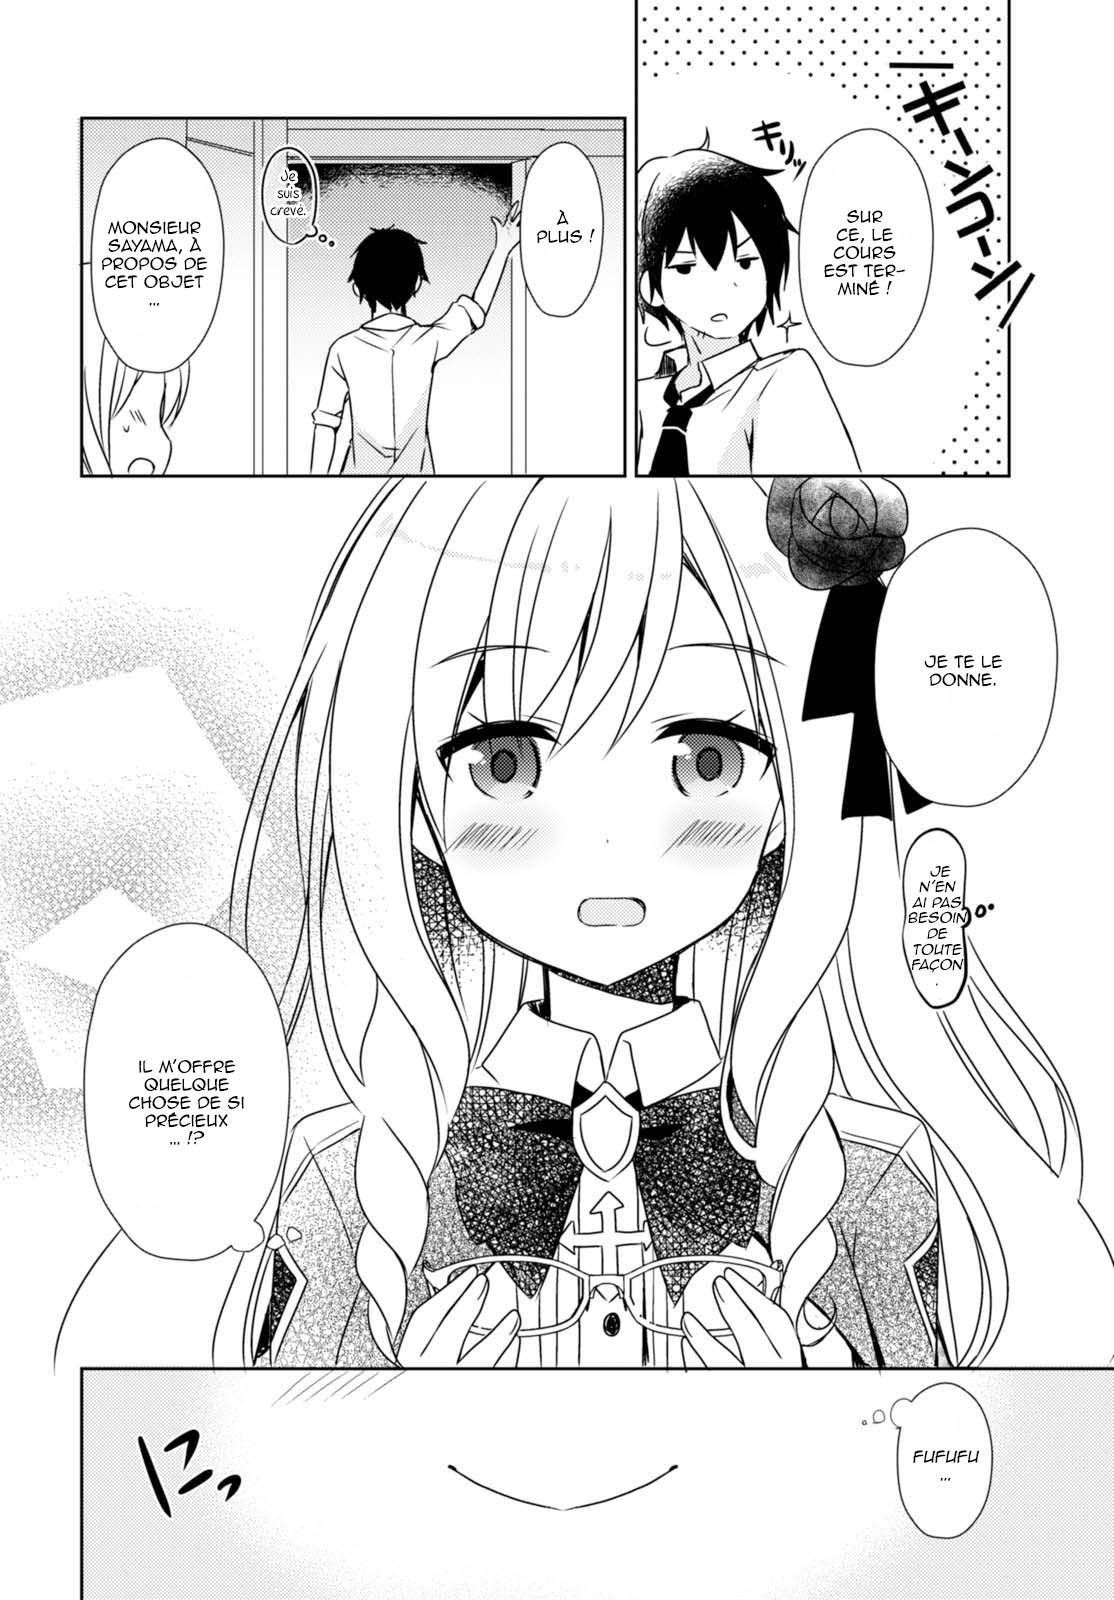 キーンコーン
キリッ
SUR
CE, LE
COURS
EST TER-
MINÉ !
À
PLUS !
Je
suis
crevé.
MONSIEUR
SAYAMA, À
PROPOS DE
CET OBJET
...
JE TE LE
DONNE.
JE
N'EN
AI PAS
BESOIN
DE
TOUTE
FAÇON
.
IL M'OFFRE
QUELQUE
CHOSE DE SI
PRÉCIEUX
... !?
FUFUFU
...
にっ